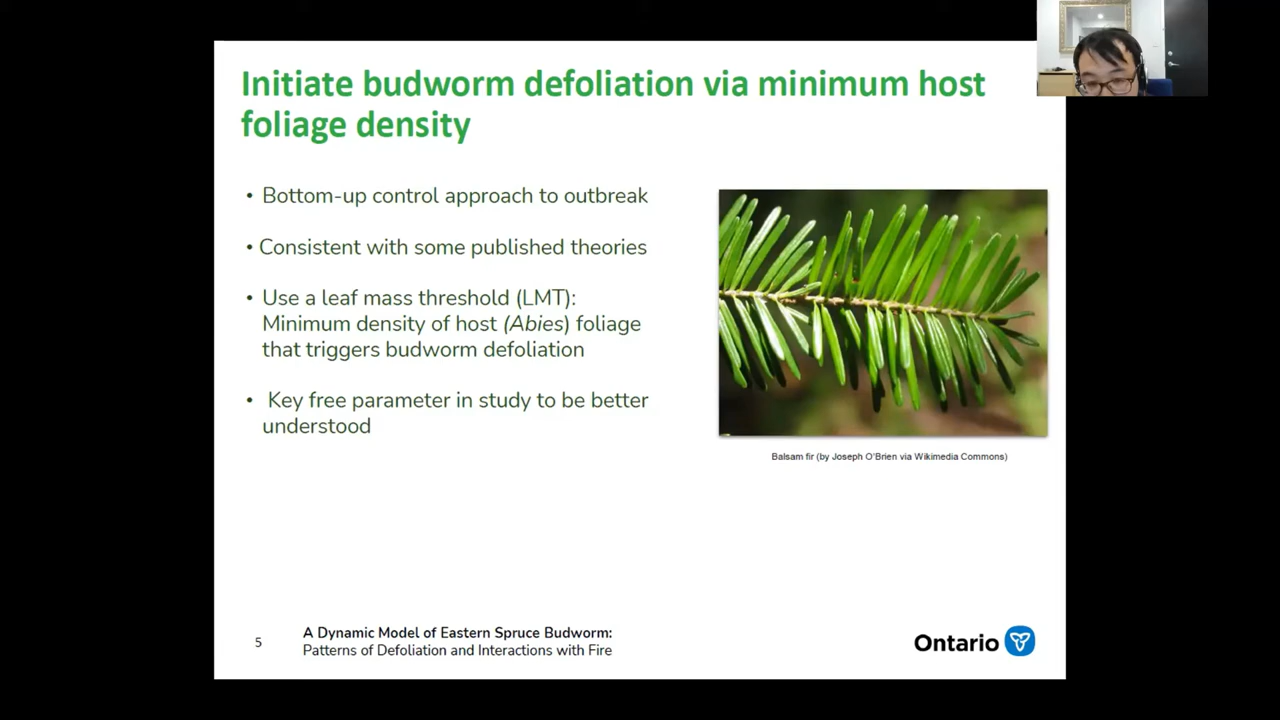 Initiate budworm defoliation via minimum host
foliage density
• Bottom-up control approach to outbreak
• Consistent with some published theories
• Use a leaf mass threshold (LMT):
Minimum density of host (Abies) foliage
that triggers budworm defoliation
• Key free parameter in study to be better
understood
Balsam fir (by Joseph O'Brien via Wikimedia Commons)
5
A Dynamic Model of Eastern Spruce Budworm:
Patterns of Defoliation and Interactions with Fire
Ontario